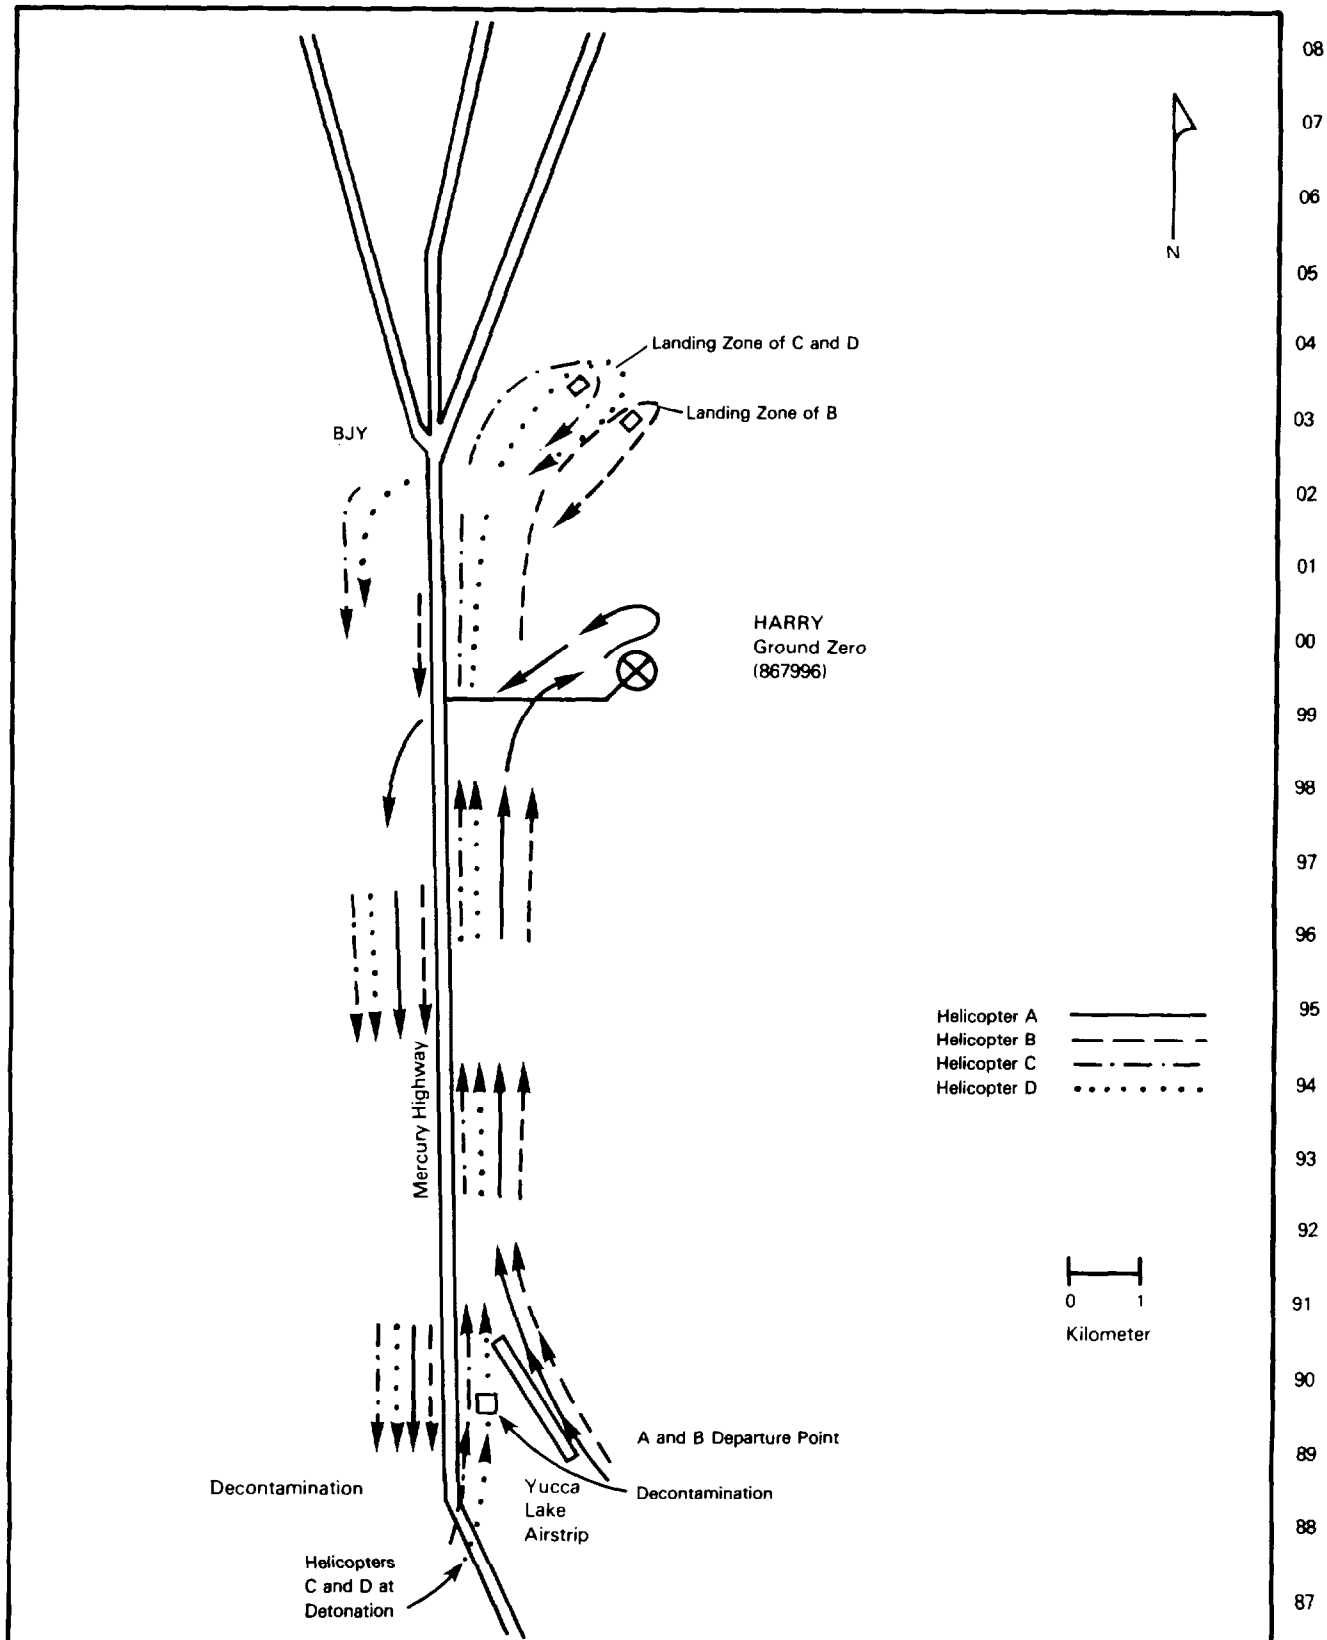 08
07
N
06
05
04
Landing Zone of C and D
Landing Zone of B
03
BJY
02
01
HARRY
Ground Zero
(867996)
00
99
98
97
96
95
Helicopter A
Helicopter B
Helicopter C
Helicopter D
94
Mercury Highway
93
92
91
0 1
Kilometer
90
A and B Departure Point
89
Decontamination
Yucca
Lake
Airstrip
Decontamination
88
Helicopters
C and D at
Detonation
87